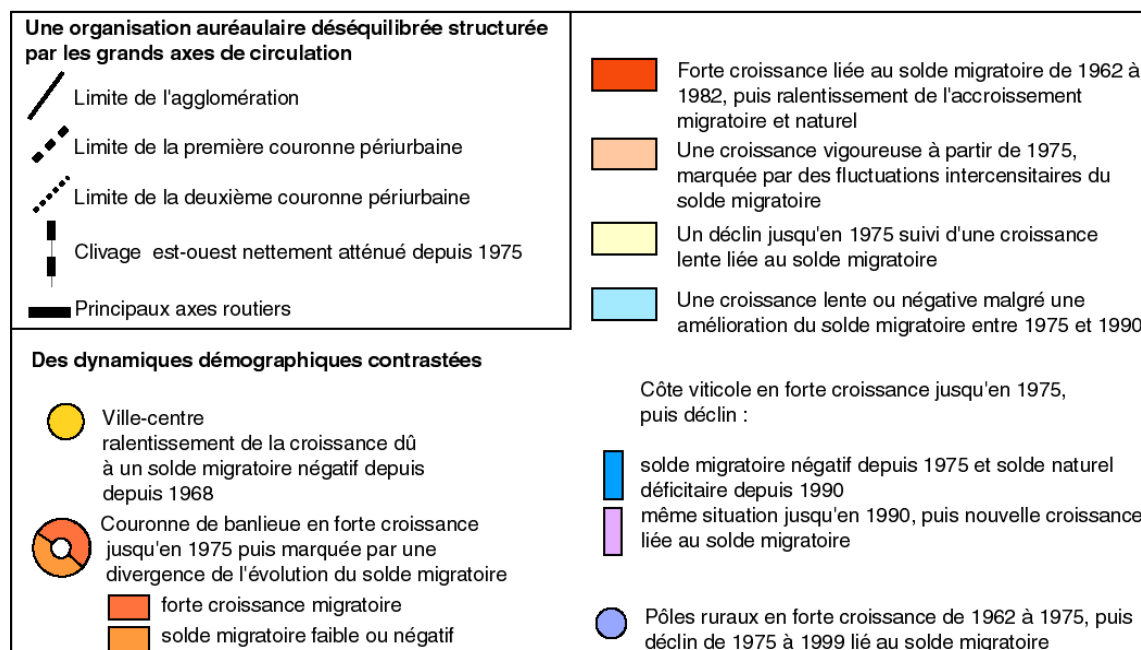 Une organisation auréaulaire déséquilibrée structurée
par les grands axes de circulation
Limite de l'agglomération
Limite de la première couronne périurbaine
Limite de la deuxième couronne périurbaine
Clivage est-ouest nettement atténué depuis 1975
Principaux axes routiers
Des dynamiques démographiques contrastées
Ville-centre
ralentissement de la croissance dû
à un solde migratoire négatif depuis
depuis 1968
Couronne de banlieue en forte croissance
jusqu'en 1975 puis marquée par une
divergence de l'évolution du solde migratoire
forte croissance migratoire
solde migratoire faible ou négatif
Forte croissance liée au solde migratoire de 1962 à
1982, puis ralentissement de l'accroissement
migratoire et naturel
Une croissance vigoureuse à partir de 1975,
marquée par des fluctuations intercensitaires du
solde migratoire
Un déclin jusqu'en 1975 suivi d'une croissance
lente liée au solde migratoire
Une croissance lente ou négative malgré une
amélioration du solde migratoire entre 1975 et 1990
Côte viticole en forte croissance jusqu'en 1975,
puis déclin :
solde migratoire négatif depuis 1975 et solde naturel
déficitaire depuis 1990
même situation jusqu'en 1990, puis nouvelle croissance
liée au solde migratoire
Pôles ruraux en forte croissance de 1962 à 1975, puis
déclin de 1975 à 1999 lié au solde migratoire